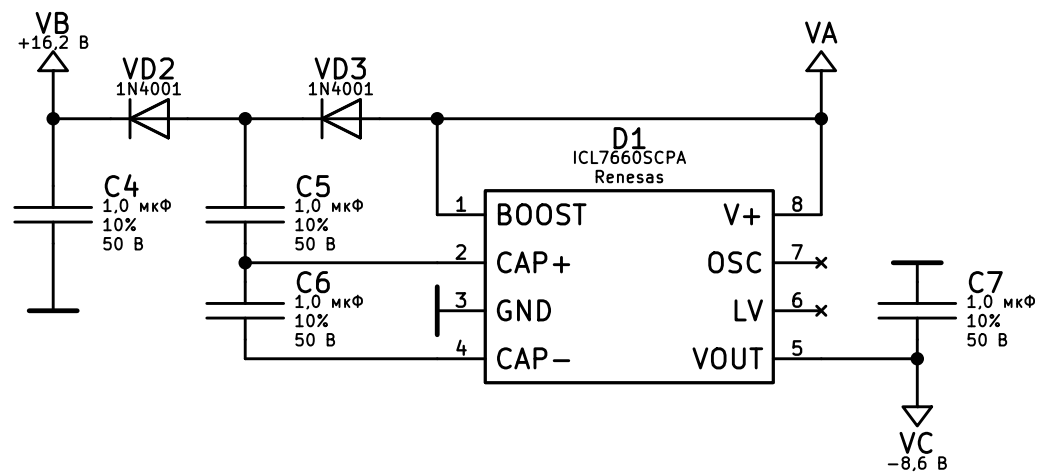 VB
+16,2 В
VA
VD2
1N4001
VD3
1N4001
D1
ICL7660SCPA
Renesas
C4
1,0 мкФ
10%
50 В
C5
1,0 мкФ
10%
50 В
1 BOOST V+ 8
2 CAP+ OSC 7
C6
1,0 мкФ
10%
50 В
3 GND LV 6
C7
1,0 мкФ
10%
50 В
4 CAP- VOUT 5
VC
-8,6 В